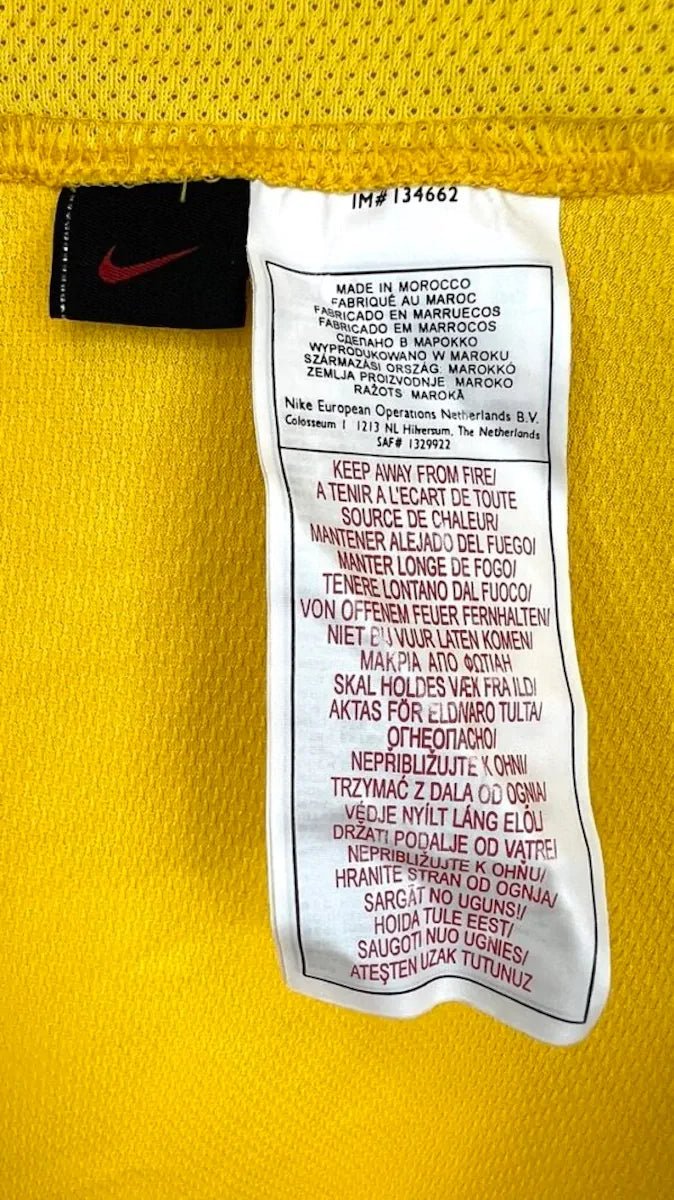 IM# 134662
MADE IN MOROCCO
FABRIQUÉ AU MAROC
FABRICADO EN MARRUECOS
FABRICADO EM MARROCOS
СДЕЛАНО В МАРОККО
WYPRODUKOWANO W MAROKU
SZÁRMAZÁSI ORSZÁG: MAROKKÓ
ZEMLJA PROIZVODNJE: MAROKO
RAŽOTS MAROKĀ
Nike European Operations Netherlands B.V.
Colosseum 1 1213 NL Hilversum, The Netherlands
SAF# 1329922
KEEP AWAY FROM FIRE/
A TENIR A L'ECART DE TOUTE
SOURCE DE CHALEUR/
MANTENER ALEJADO DEL FUEGO/
MANTER LONGE DE FOGO/
TENERE LONTANO DAL FUOCO/
VON OFFENEM FEUER FERNHALTEN/
NIET BIJ VUUR LATEN KOMEN/
ΜΑΚΡΙΑ ΑΠΟ ΦΩΤΙΑΗ
SKAL HOLDES VÆK FRA ILD/
AKTAS FÖR ELDNARO TULTA/
ОГНЕОПАСНО/
NEPŘIBLIŽUJTE K OHNI/
TRZYMAĆ Z DALA OD OGNIA/
VÉDJE NYÍLT LÁNG ELŐL/
DRŽATI PODALJE OD VATRE/
NEPRIBLIŽUJTE K OHŇU/
HRANITE STRAN OD OGNJA/
SARGĀT NO UGUNS!/
HOIDA TULE EEST/
SAUGOTI NUO UGNIES/
ATEŞTEN UZAK TUTUNUZ